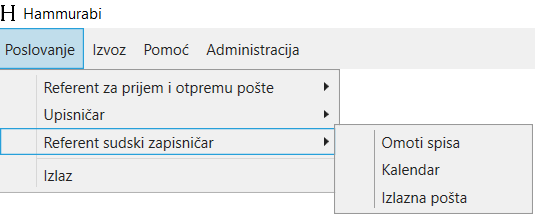 H Hammurabi
Poslovanje Izvoz Pomoć Administracija
Referent za prijem i otpremu pošte
Upisničar
Referent sudski zapisničar
Izlaz
Omoti spisa
Kalendar
Izlazna pošta